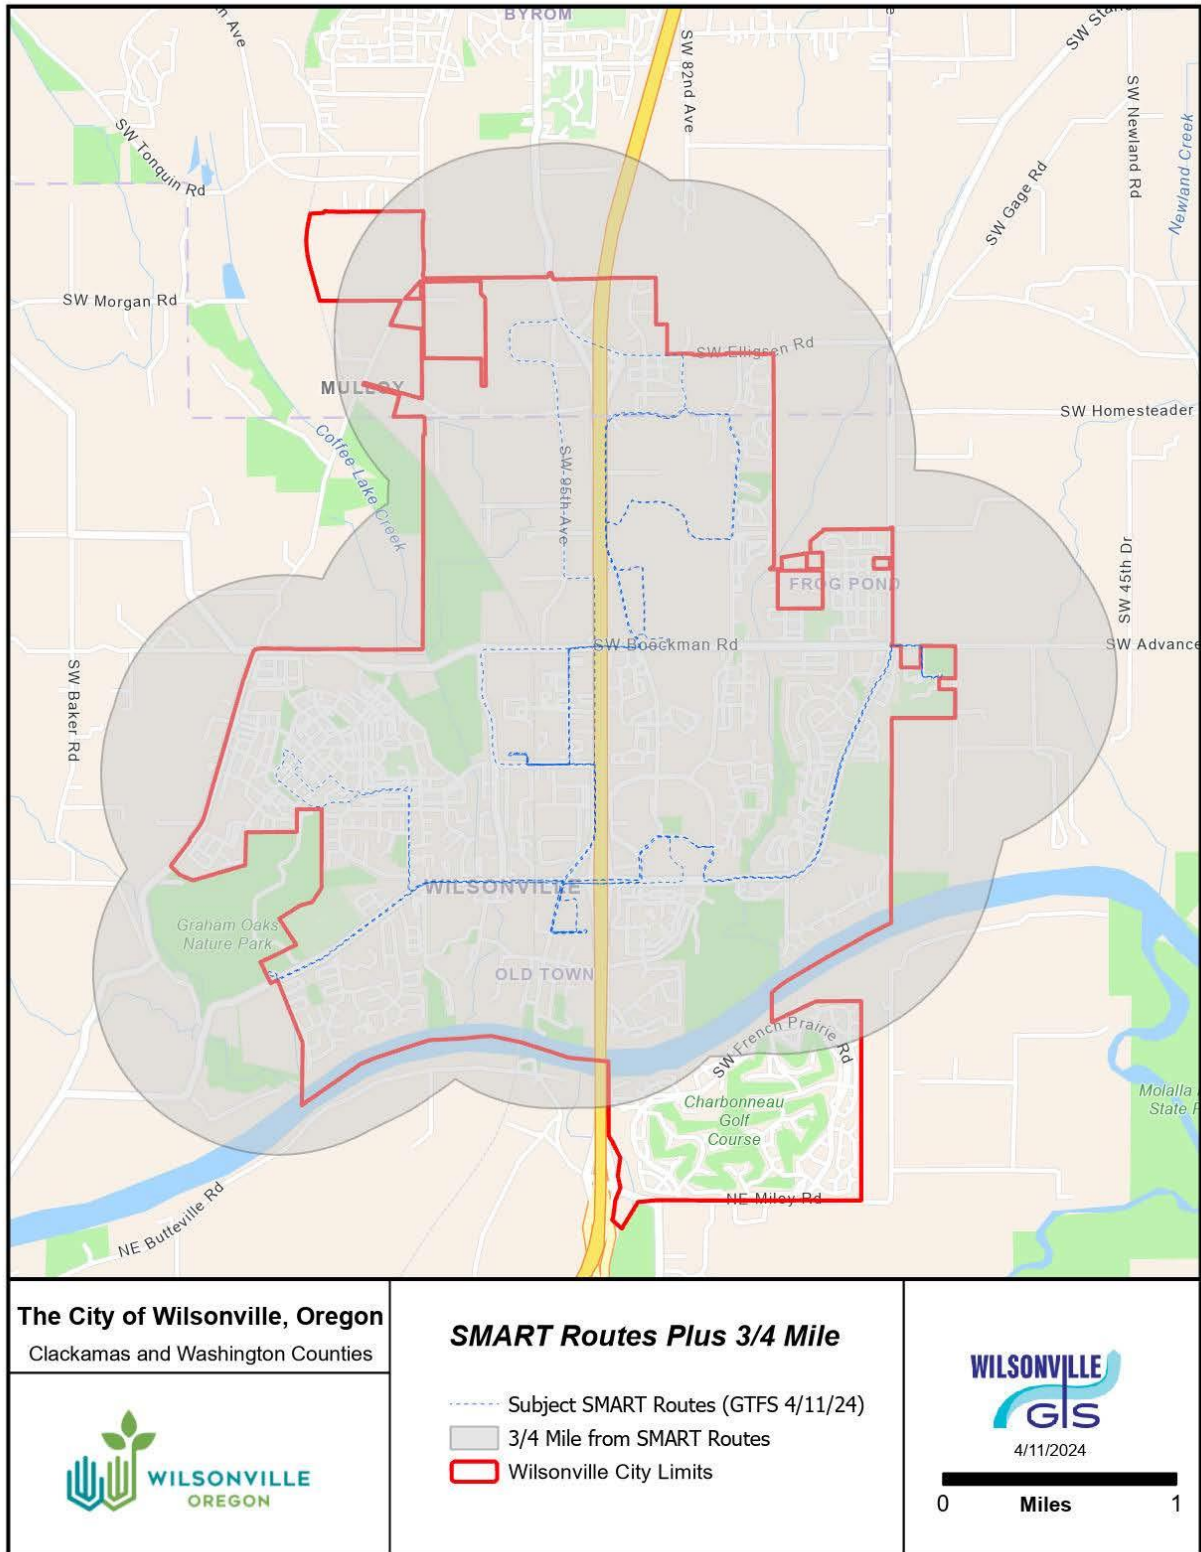 BYROM
SW 82nd Ave
SW Newland Rd
Newland Creek
SW Tonquin Rd
SW Gage Rd
SW Morgan Rd
SW Elligsen Rd
MULLOY
SW Homesteader
Coffee Lake Creek
SW 95th Ave
SW 45th Dr
FROG POND
SW Boeckman Rd
SW Advance
SW Baker Rd
WILSONVILLE
Graham Oaks
Nature Park
OLD TOWN
SW French Prairie Rd
Charbonneau
Golf
Course
Molalla
State
NE Miley Rd
NE Butteville Rd
The City of Wilsonville, Oregon
Clackamas and Washington Counties
WILSONVILLE
OREGON
SMART Routes Plus 3/4 Mile
Subject SMART Routes (GTFS 4/11/24)
3/4 Mile from SMART Routes
Wilsonville City Limits
WILSONVILLE
GIS
4/11/2024
0 Miles 1